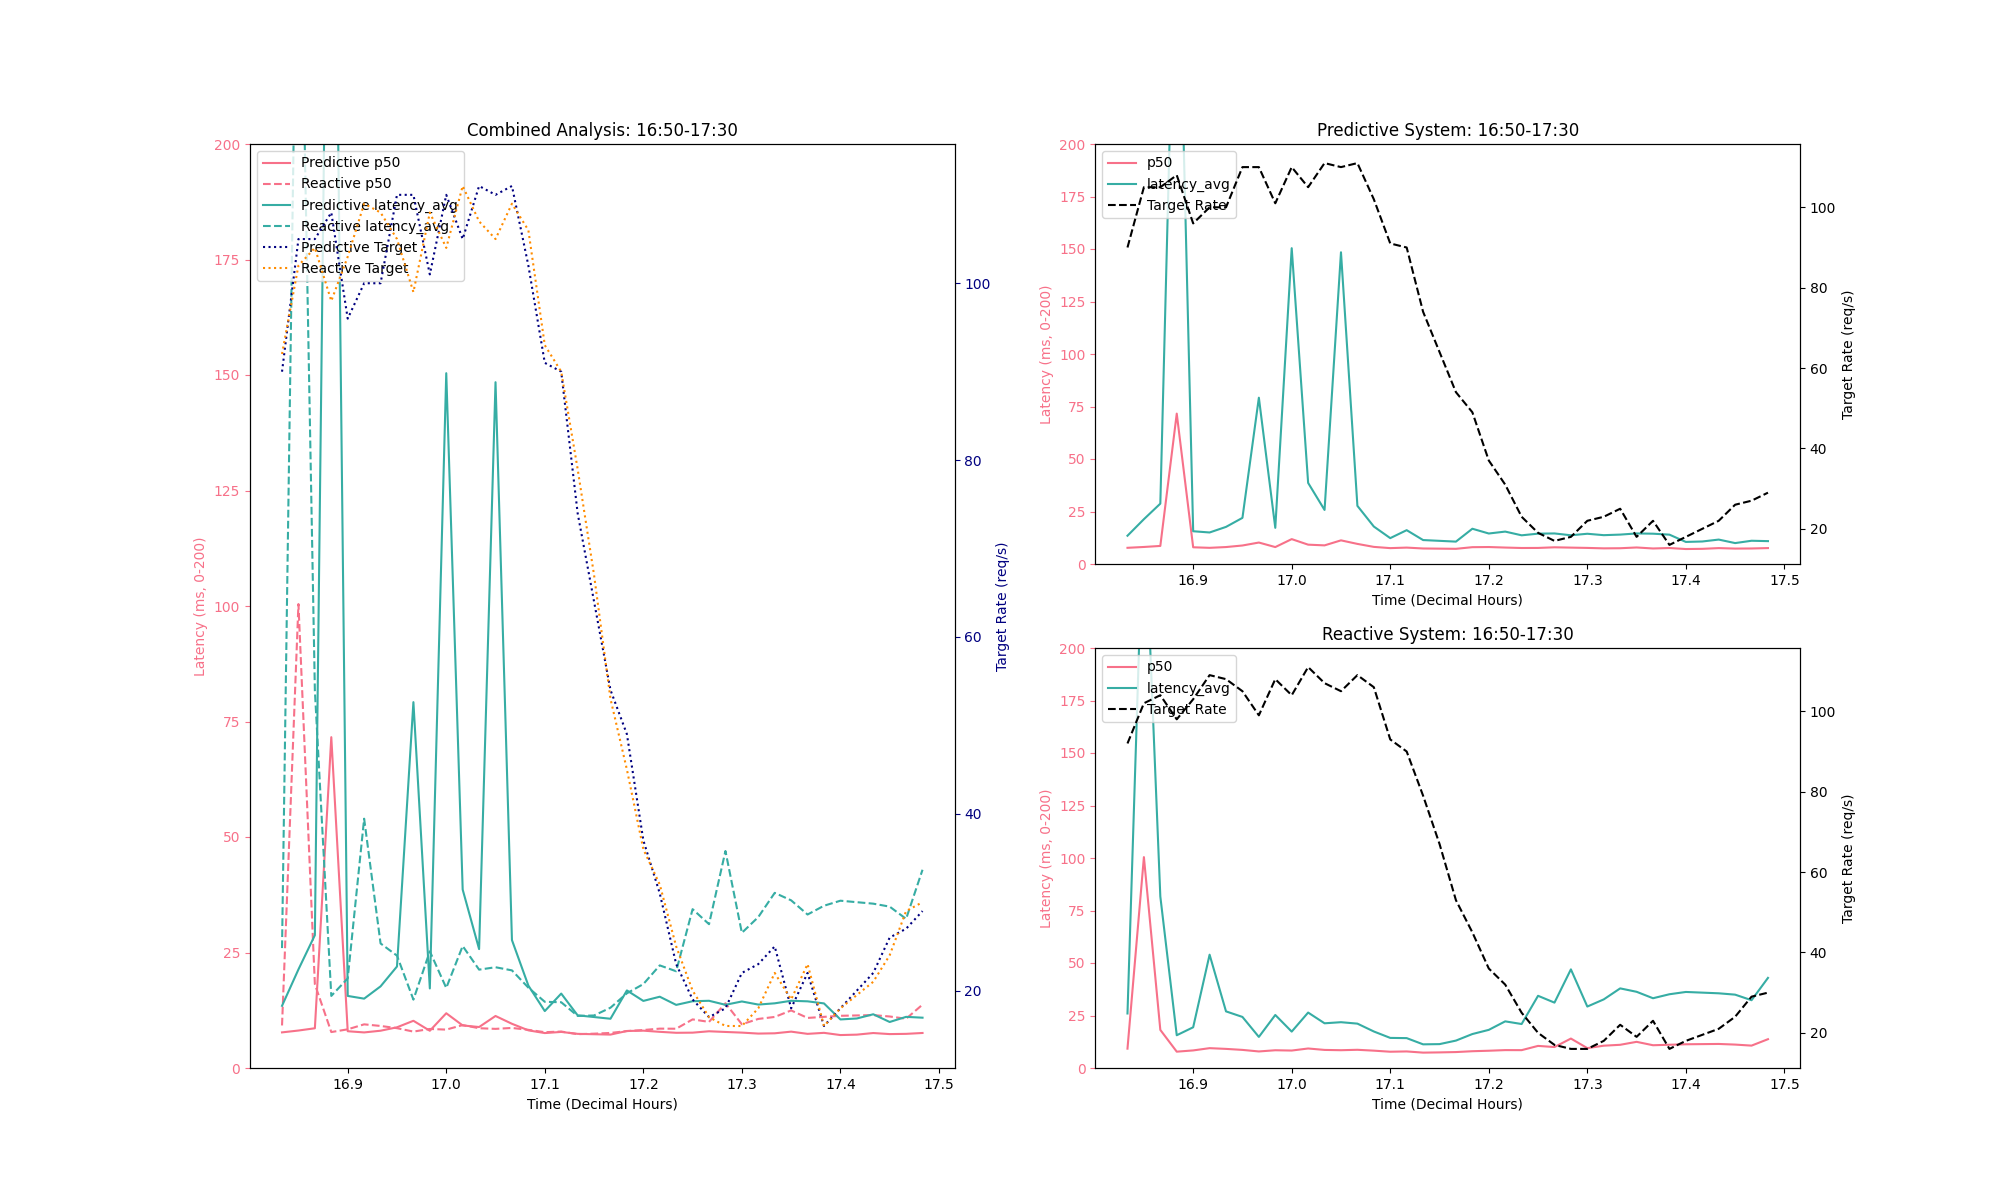 Combined Analysis: 16:50-17:30
200
175
150
125
100
75
50
25
0
Latency (ms, 0-200)
Predictive p50
Reactive p50
Predictive latency_avg
Reactive latency_avg
Predictive Target
Reactive Target
100
80
60
40
20
Target Rate (req/s)
16.9 17.0 17.1 17.2 17.3 17.4 17.5
Time (Decimal Hours)
Predictive System: 16:50-17:30
200
175
150
125
100
75
50
25
0
Latency (ms, 0-200)
p50
latency_avg
Target Rate
100
80
60
40
20
Target Rate (req/s)
16.9 17.0 17.1 17.2 17.3 17.4 17.5
Time (Decimal Hours)
Reactive System: 16:50-17:30
200
175
150
125
100
75
50
25
0
Latency (ms, 0-200)
p50
latency_avg
Target Rate
100
80
60
40
20
Target Rate (req/s)
16.9 17.0 17.1 17.2 17.3 17.4 17.5
Time (Decimal Hours)